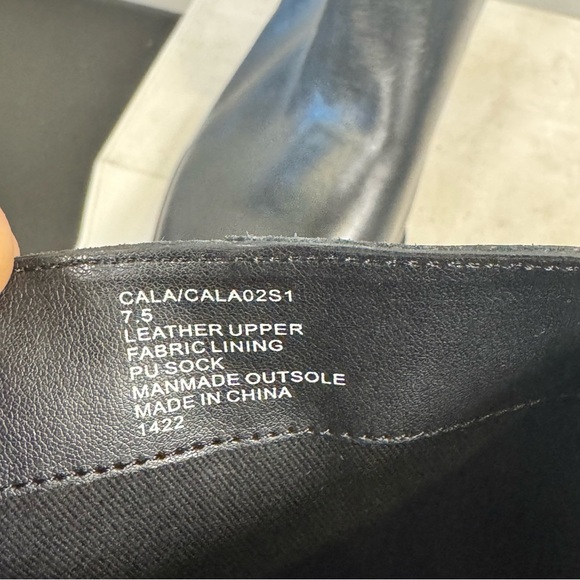 CALA/CALA02S1
7.5
LEATHER UPPER
FABRIC LINING
PU SOCK
MANMADE OUTSOLE
MADE IN CHINA
1422